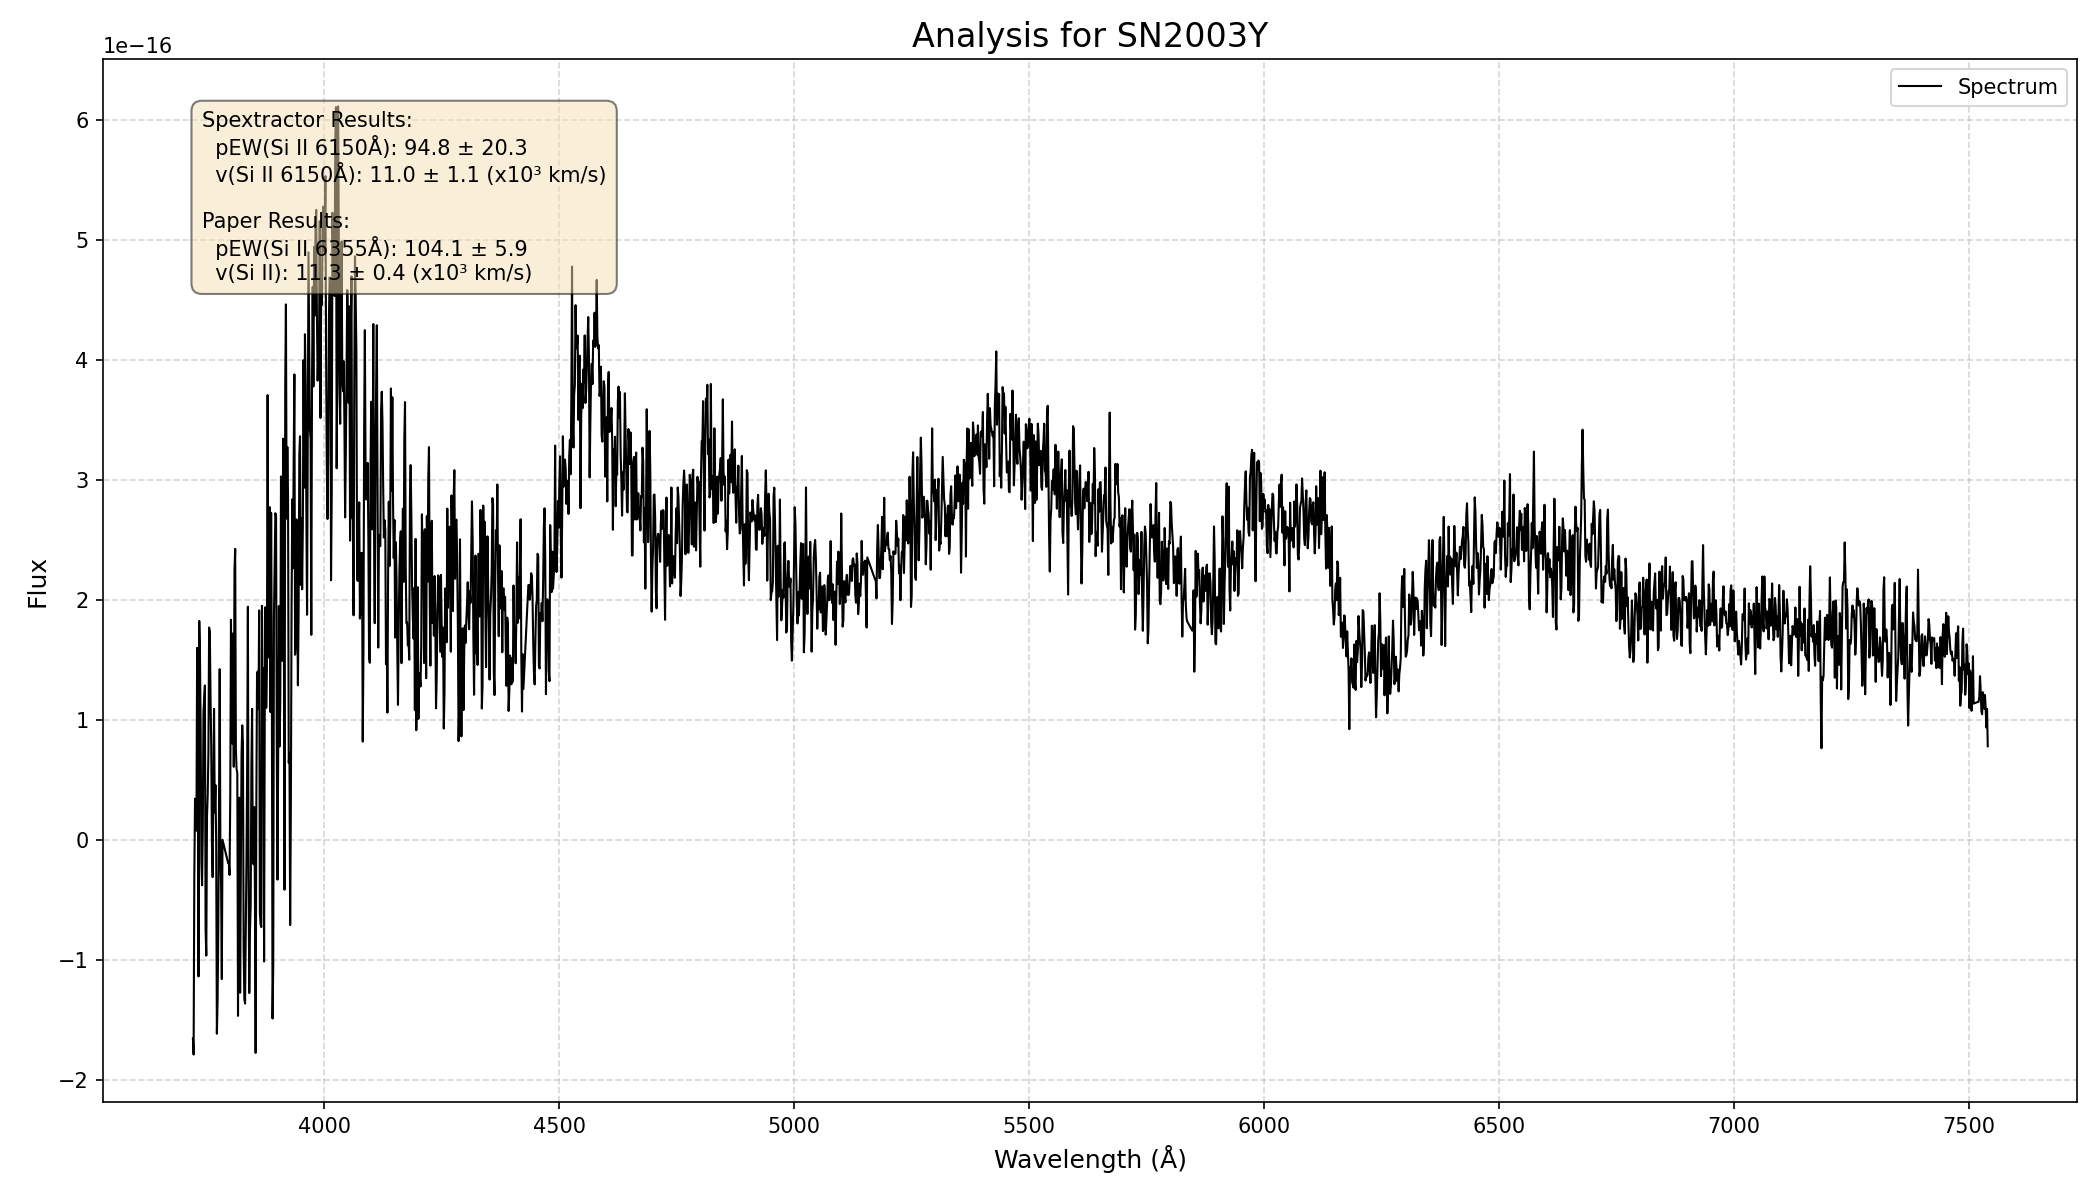 Analysis for SN2003Y
1e−16
Spectrum
Spextractor Results:
pEW(Si II 6150Å): 94.8 ± 20.3
v(Si II 6150Å): 11.0 ± 1.1 (x10³ km/s)
Paper Results:
pEW(Si II 6355Å): 104.1 ± 5.9
v(Si II): 11.3 ± 0.4 (x10³ km/s)
6
5
4
3
2
1
0
−1
−2
Flux
4000 4500 5000 5500 6000 6500 7000 7500
Wavelength (Å)